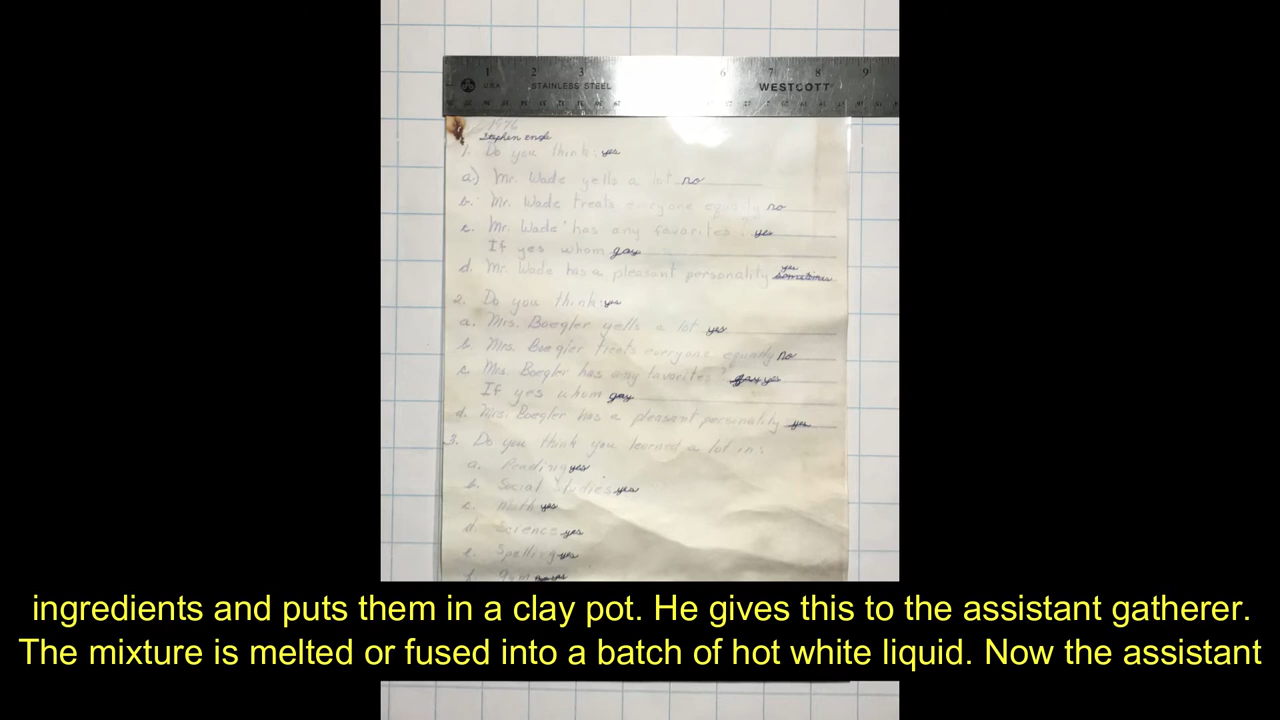 1 2 3 6 7 8 9
USA STAINLESS STEEL WESTCOTT
1976
Stephen
1. Do you think: yes
a) Mr. Wade yells a lot no
b. Mr. Wade treats everyone equally no
c. Mr. Wade has any favorites? yes
If yes whom gay
d. Mr. Wade has a pleasant personality yes sometimes
2. Do you think: yes
a. Mrs. Boegler yells a lot yes
b. Mrs. Boegler treats everyone equally no
c. Mrs. Boegler has any favorites? gay yes
If yes whom gay
d. Mrs. Boegler has a pleasant personality yes
3. Do you think you learned a lot in:
a. Reading yes
b. Social Studies yes
c. Math yes
d. Science yes
e. Spelling yes
f. Gym yes
ingredients and puts them in a clay pot. He gives this to the assistant gatherer.
The mixture is melted or fused into a batch of hot white liquid. Now the assistant